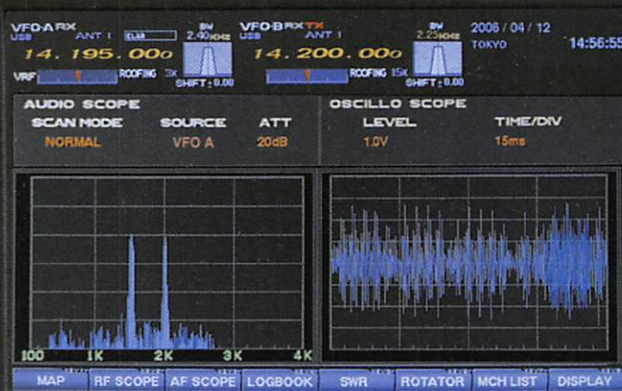 VFO-A RX
USB ANT 1
14.195.000
VRF
ROOFING 3K
BW
2.40KHZ
SHIFT± 0.00
VFO-B RX TX
USB ANT 1
14.200.000
ROOFING 15K
BW
2.25KHZ
SHIFT± 0.00
2006 / 04 / 12
TOKYO 14:56:55
AUDIO SCOPE
SCAN MODE SOURCE ATT
NORMAL VFO A 20dB
OSCILLO SCOPE
LEVEL TIME/DIV
1.0V 15ms
100 1K 2K 3K 4K
MAP RF SCOPE AF SCOPE LOGBOOK SWR ROTATOR MCH LIST DISPLAY